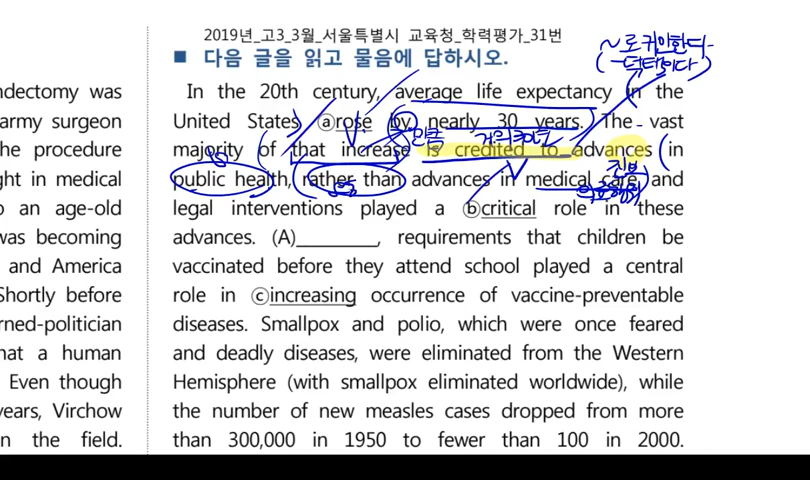 2019년_고3_3월_서울특별시 교육청_학력평가_31번
■ 다음 글을 읽고 물음에 답하시오.
~로 귀인한다
(~덕택이다)
ndectomy was
army surgeon
he procedure
ght in medical
o an age-old
was becoming
and America
Shortly before
rned-politician
hat a human
Even though
years, Virchow
n the field.
In the 20th century, average life expectancy in the
United States ⓐrose by nearly 30 years. The vast
만큼 거의
majority of that increase is credited to advances in
진보
public health, rather than advances in medical care, and
legal interventions played a ⓑcritical role in these
advances. (A)________, requirements that children be
vaccinated before they attend school played a central
role in ⓒincreasing occurrence of vaccine-preventable
diseases. Smallpox and polio, which were once feared
and deadly diseases, were eliminated from the Western
Hemisphere (with smallpox eliminated worldwide), while
the number of new measles cases dropped from more
than 300,000 in 1950 to fewer than 100 in 2000.